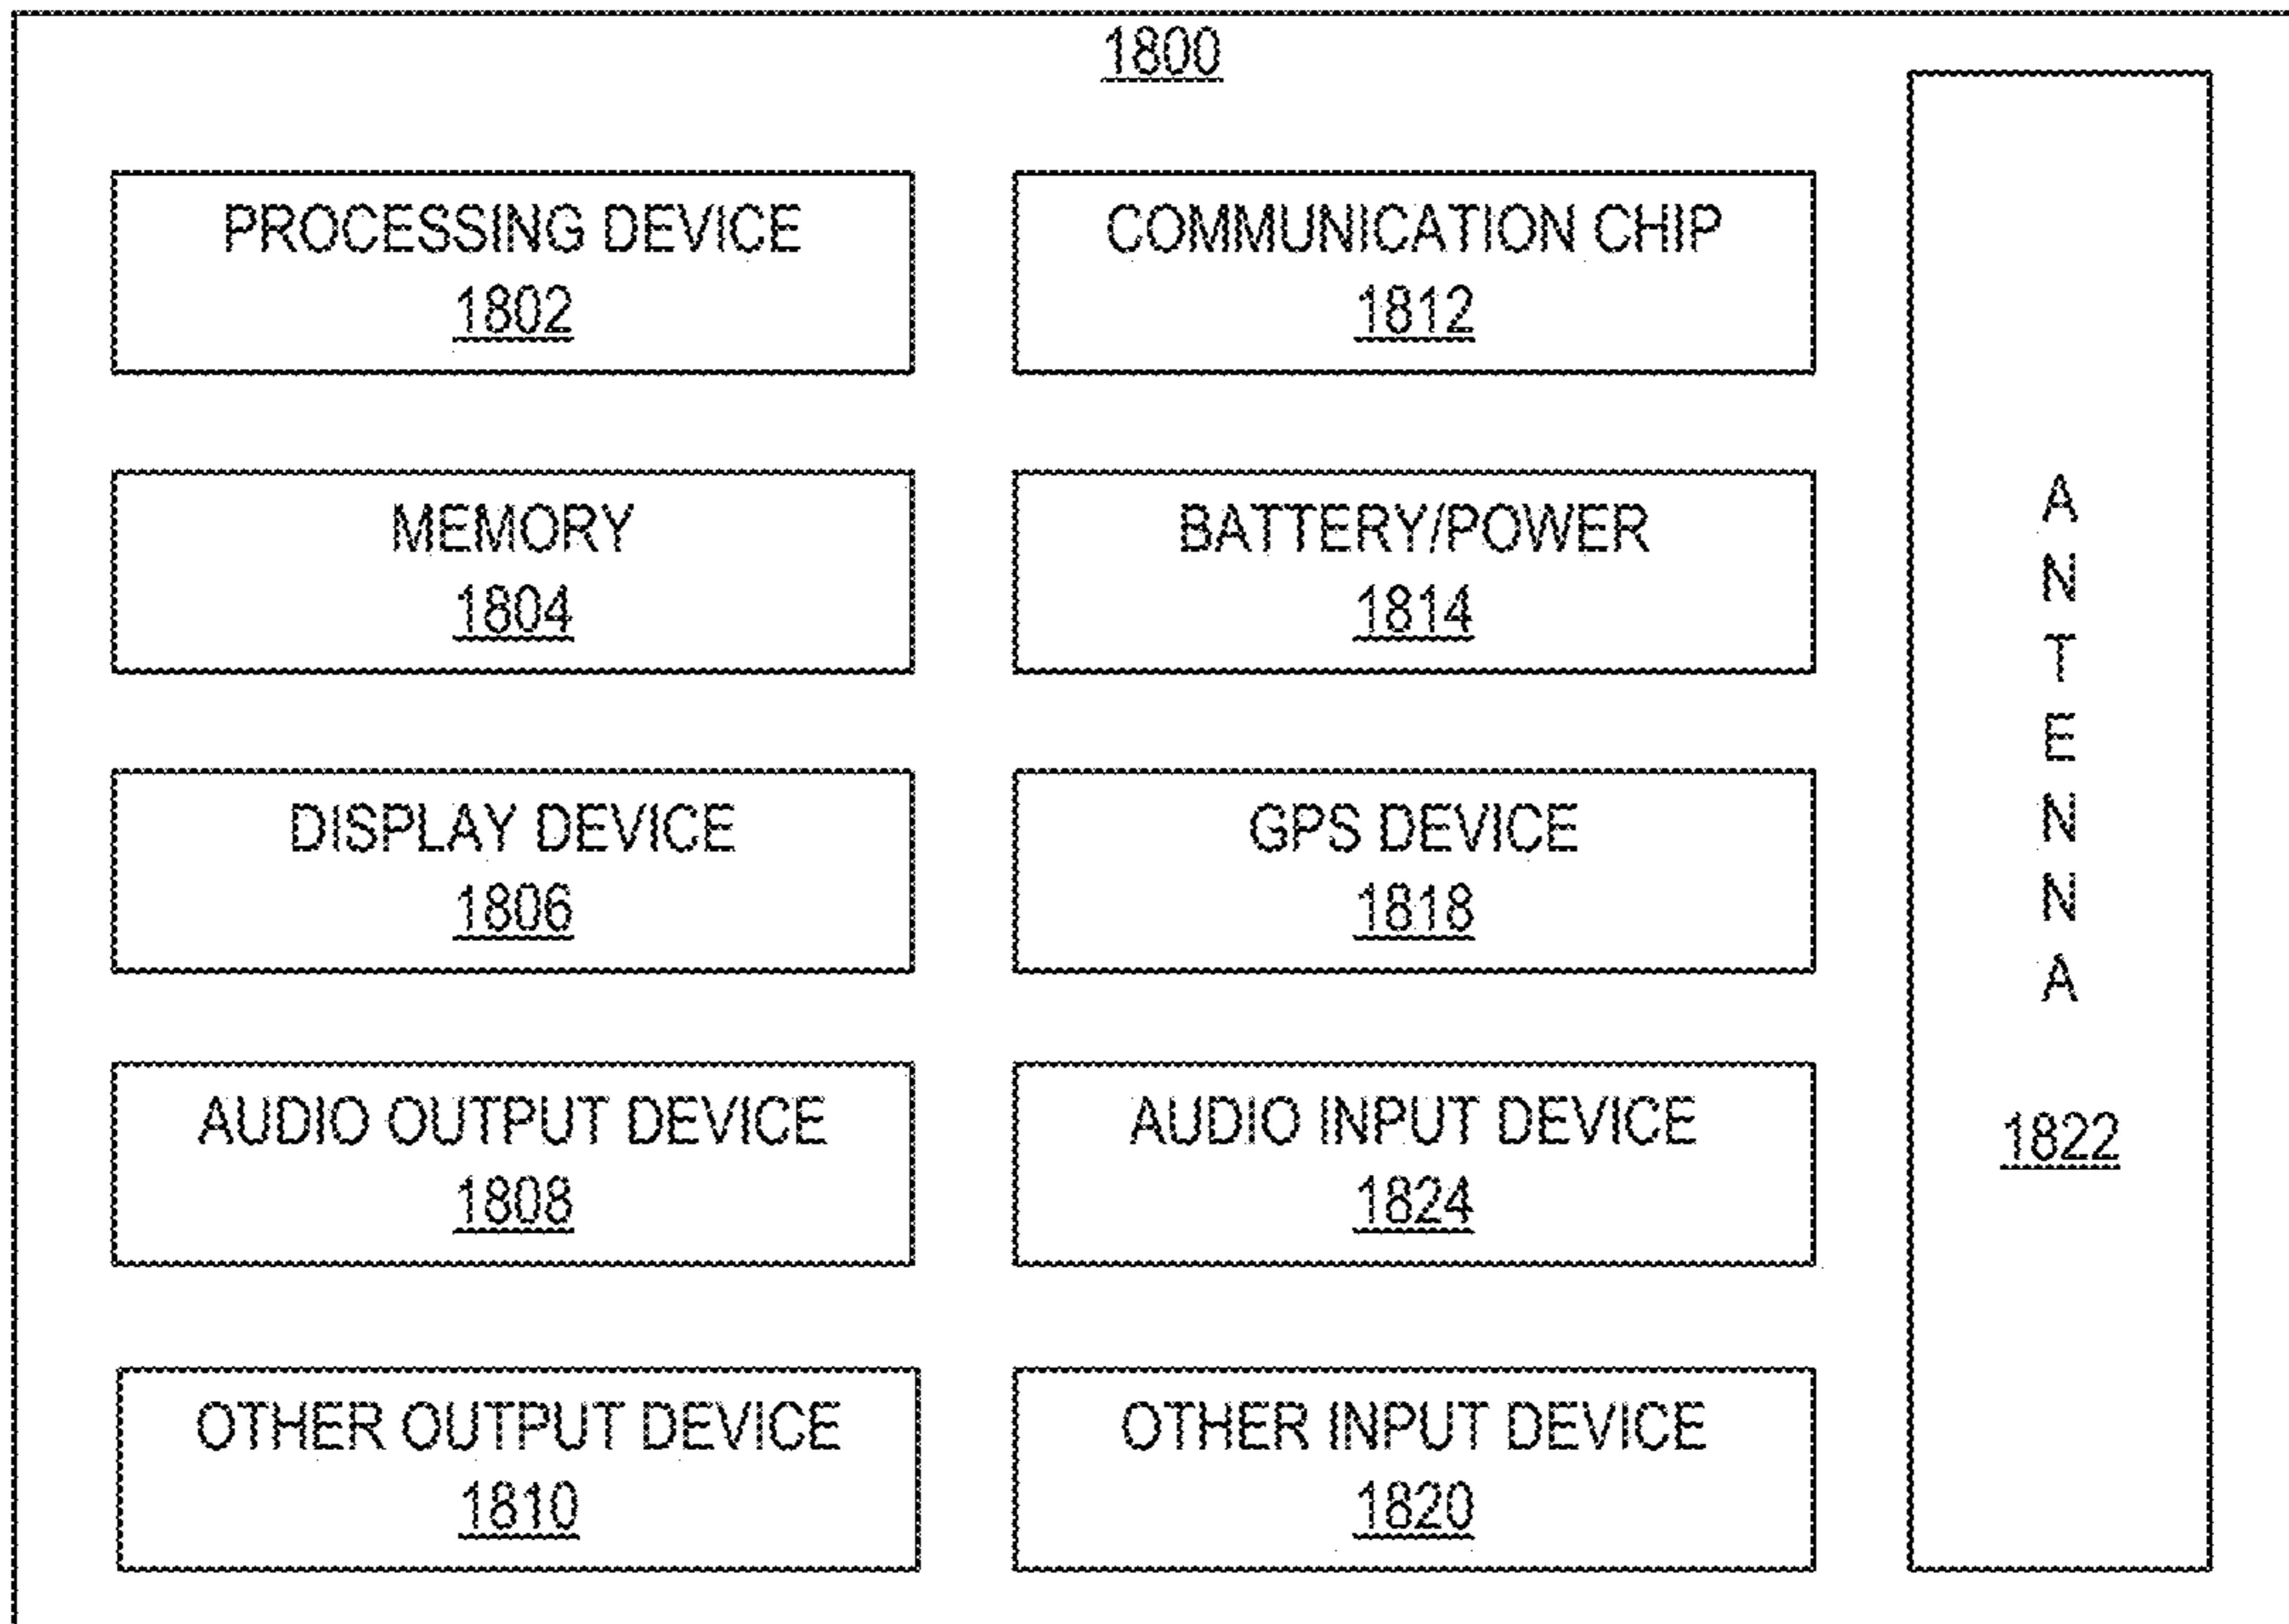 1800
PROCESSING DEVICE
1802
COMMUNICATION CHIP
1812
MEMORY
1804
BATTERY/POWER
1814
DISPLAY DEVICE
1806
GPS DEVICE
1818
AUDIO OUTPUT DEVICE
1808
AUDIO INPUT DEVICE
1824
OTHER OUTPUT DEVICE
1810
OTHER INPUT DEVICE
1820
A
N
T
E
N
N
A
1822